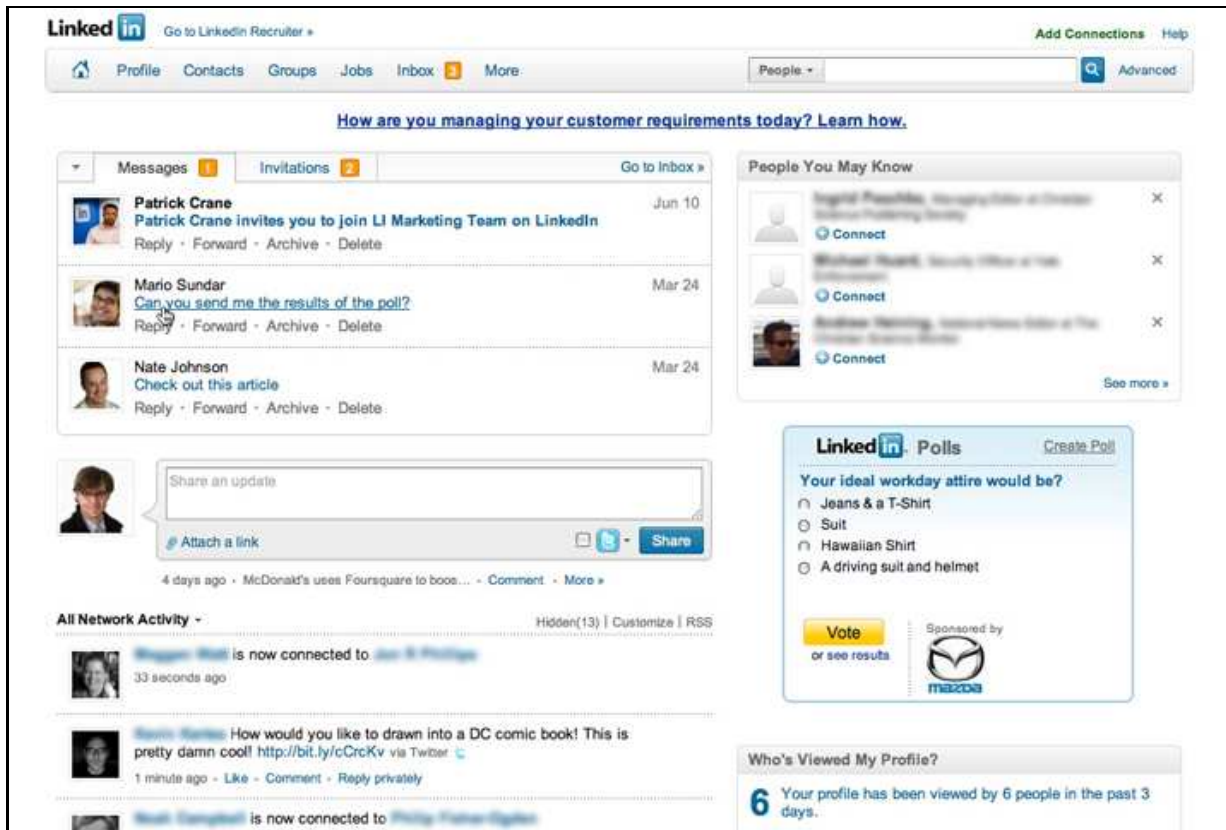 Linked in Go to LinkedIn Recruiter »
Add Connections Help
Profile Contacts Groups Jobs Inbox 3 More
People Advanced
How are you managing your customer requirements today? Learn how.
Messages 1 Invitations 2 Go to Inbox »
Patrick Crane Jun 10
Patrick Crane invites you to join LI Marketing Team on LinkedIn
Reply · Forward · Archive · Delete
Mario Sundar Mar 24
Can you send me the results of the poll?
Reply · Forward · Archive · Delete
Nate Johnson Mar 24
Check out this article
Reply · Forward · Archive · Delete
Share an update
Attach a link
Share
4 days ago · McDonald's uses Foursquare to boos... · Comment · More »
All Network Activity Hidden(13) | Customize | RSS
is now connected to
33 seconds ago
How would you like to drawn into a DC comic book! This is
pretty damn cool! http://bit.ly/cCrcKv via Twitter
1 minute ago · Like · Comment · Reply privately
is now connected to
People You May Know
Connect
Connect
Connect
See more »
Linked in Polls Create Poll
Your ideal workday attire would be?
Jeans & a T-Shirt
Suit
Hawaiian Shirt
A driving suit and helmet
Vote
or see results
Sponsored by
mazda
Who's Viewed My Profile?
6 Your profile has been viewed by 6 people in the past 3
days.